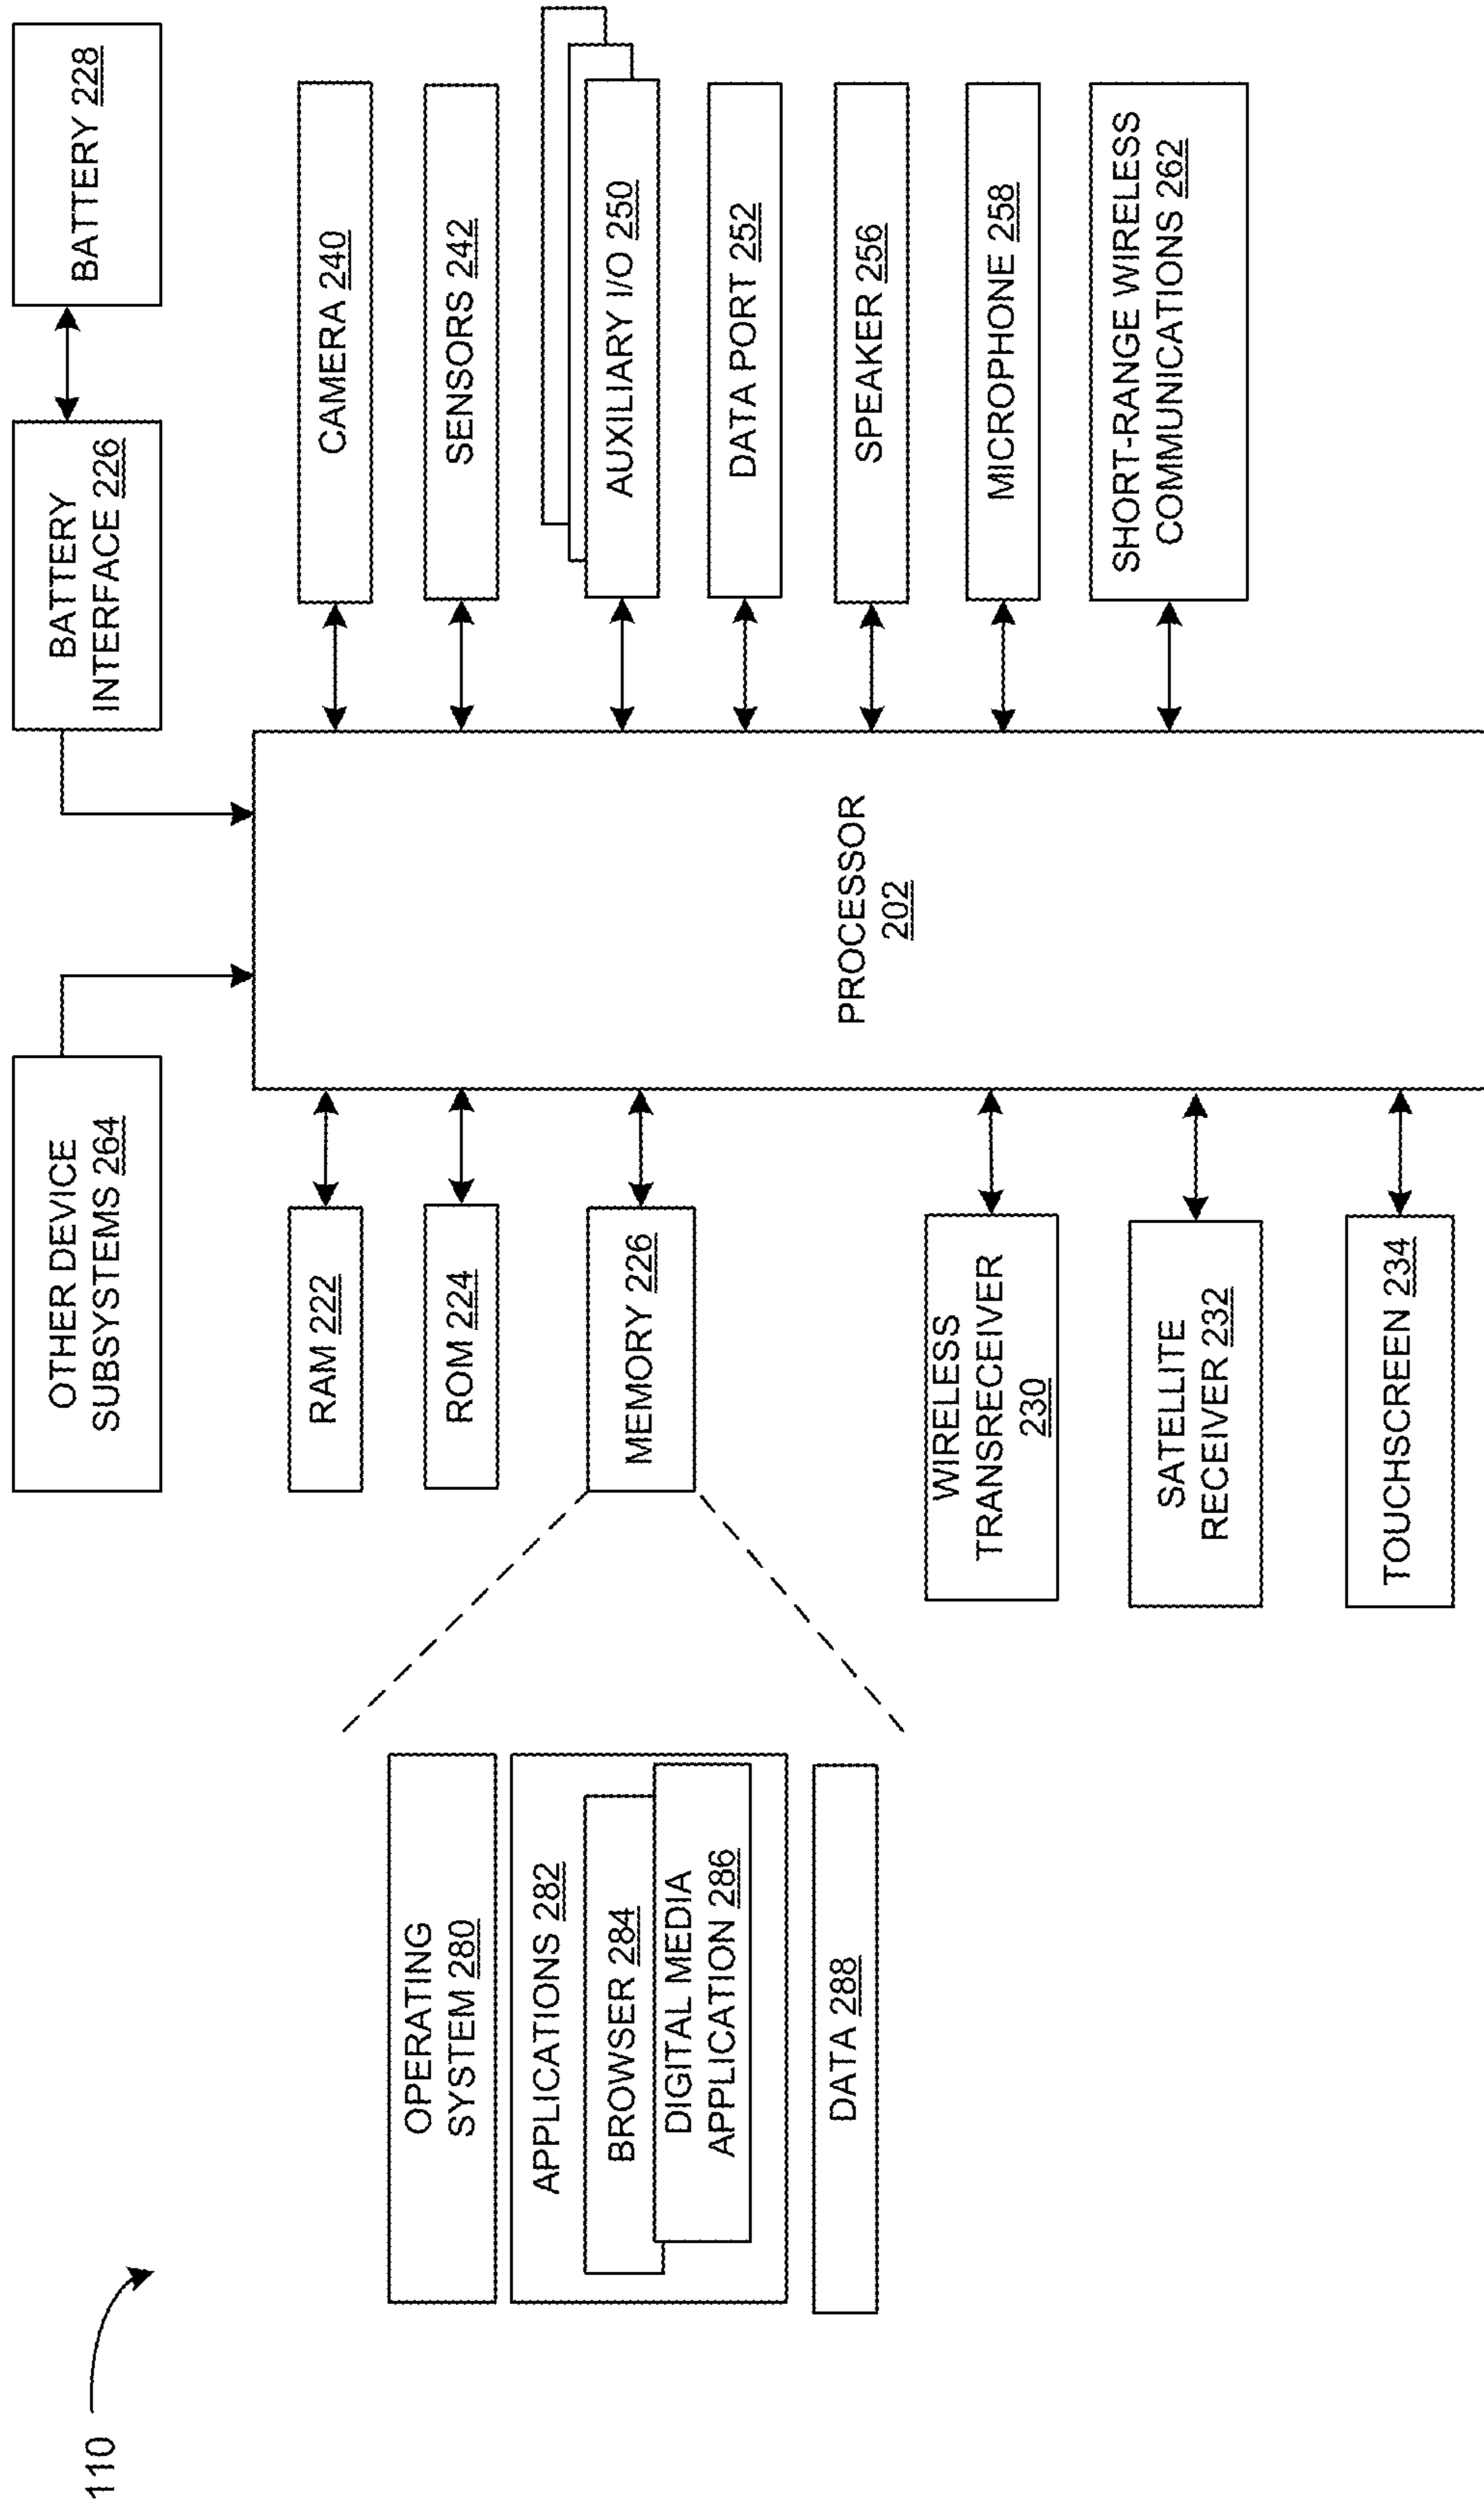 110
OPERATING
SYSTEM 280
APPLICATIONS 282
BROWSER 284
DIGITAL MEDIA
APPLICATION 286
DATA 288
OTHER DEVICE
SUBSYSTEMS 264
RAM 222
ROM 224
MEMORY 226
WIRELESS
TRANSRECEIVER
230
SATELLITE
RECEIVER 232
TOUCHSCREEN 234
PROCESSOR
202
BATTERY
INTERFACE 226
BATTERY 228
CAMERA 240
SENSORS 242
AUXILIARY I/O 250
DATA PORT 252
SPEAKER 256
MICROPHONE 258
SHORT-RANGE WIRELESS
COMMUNICATIONS 262